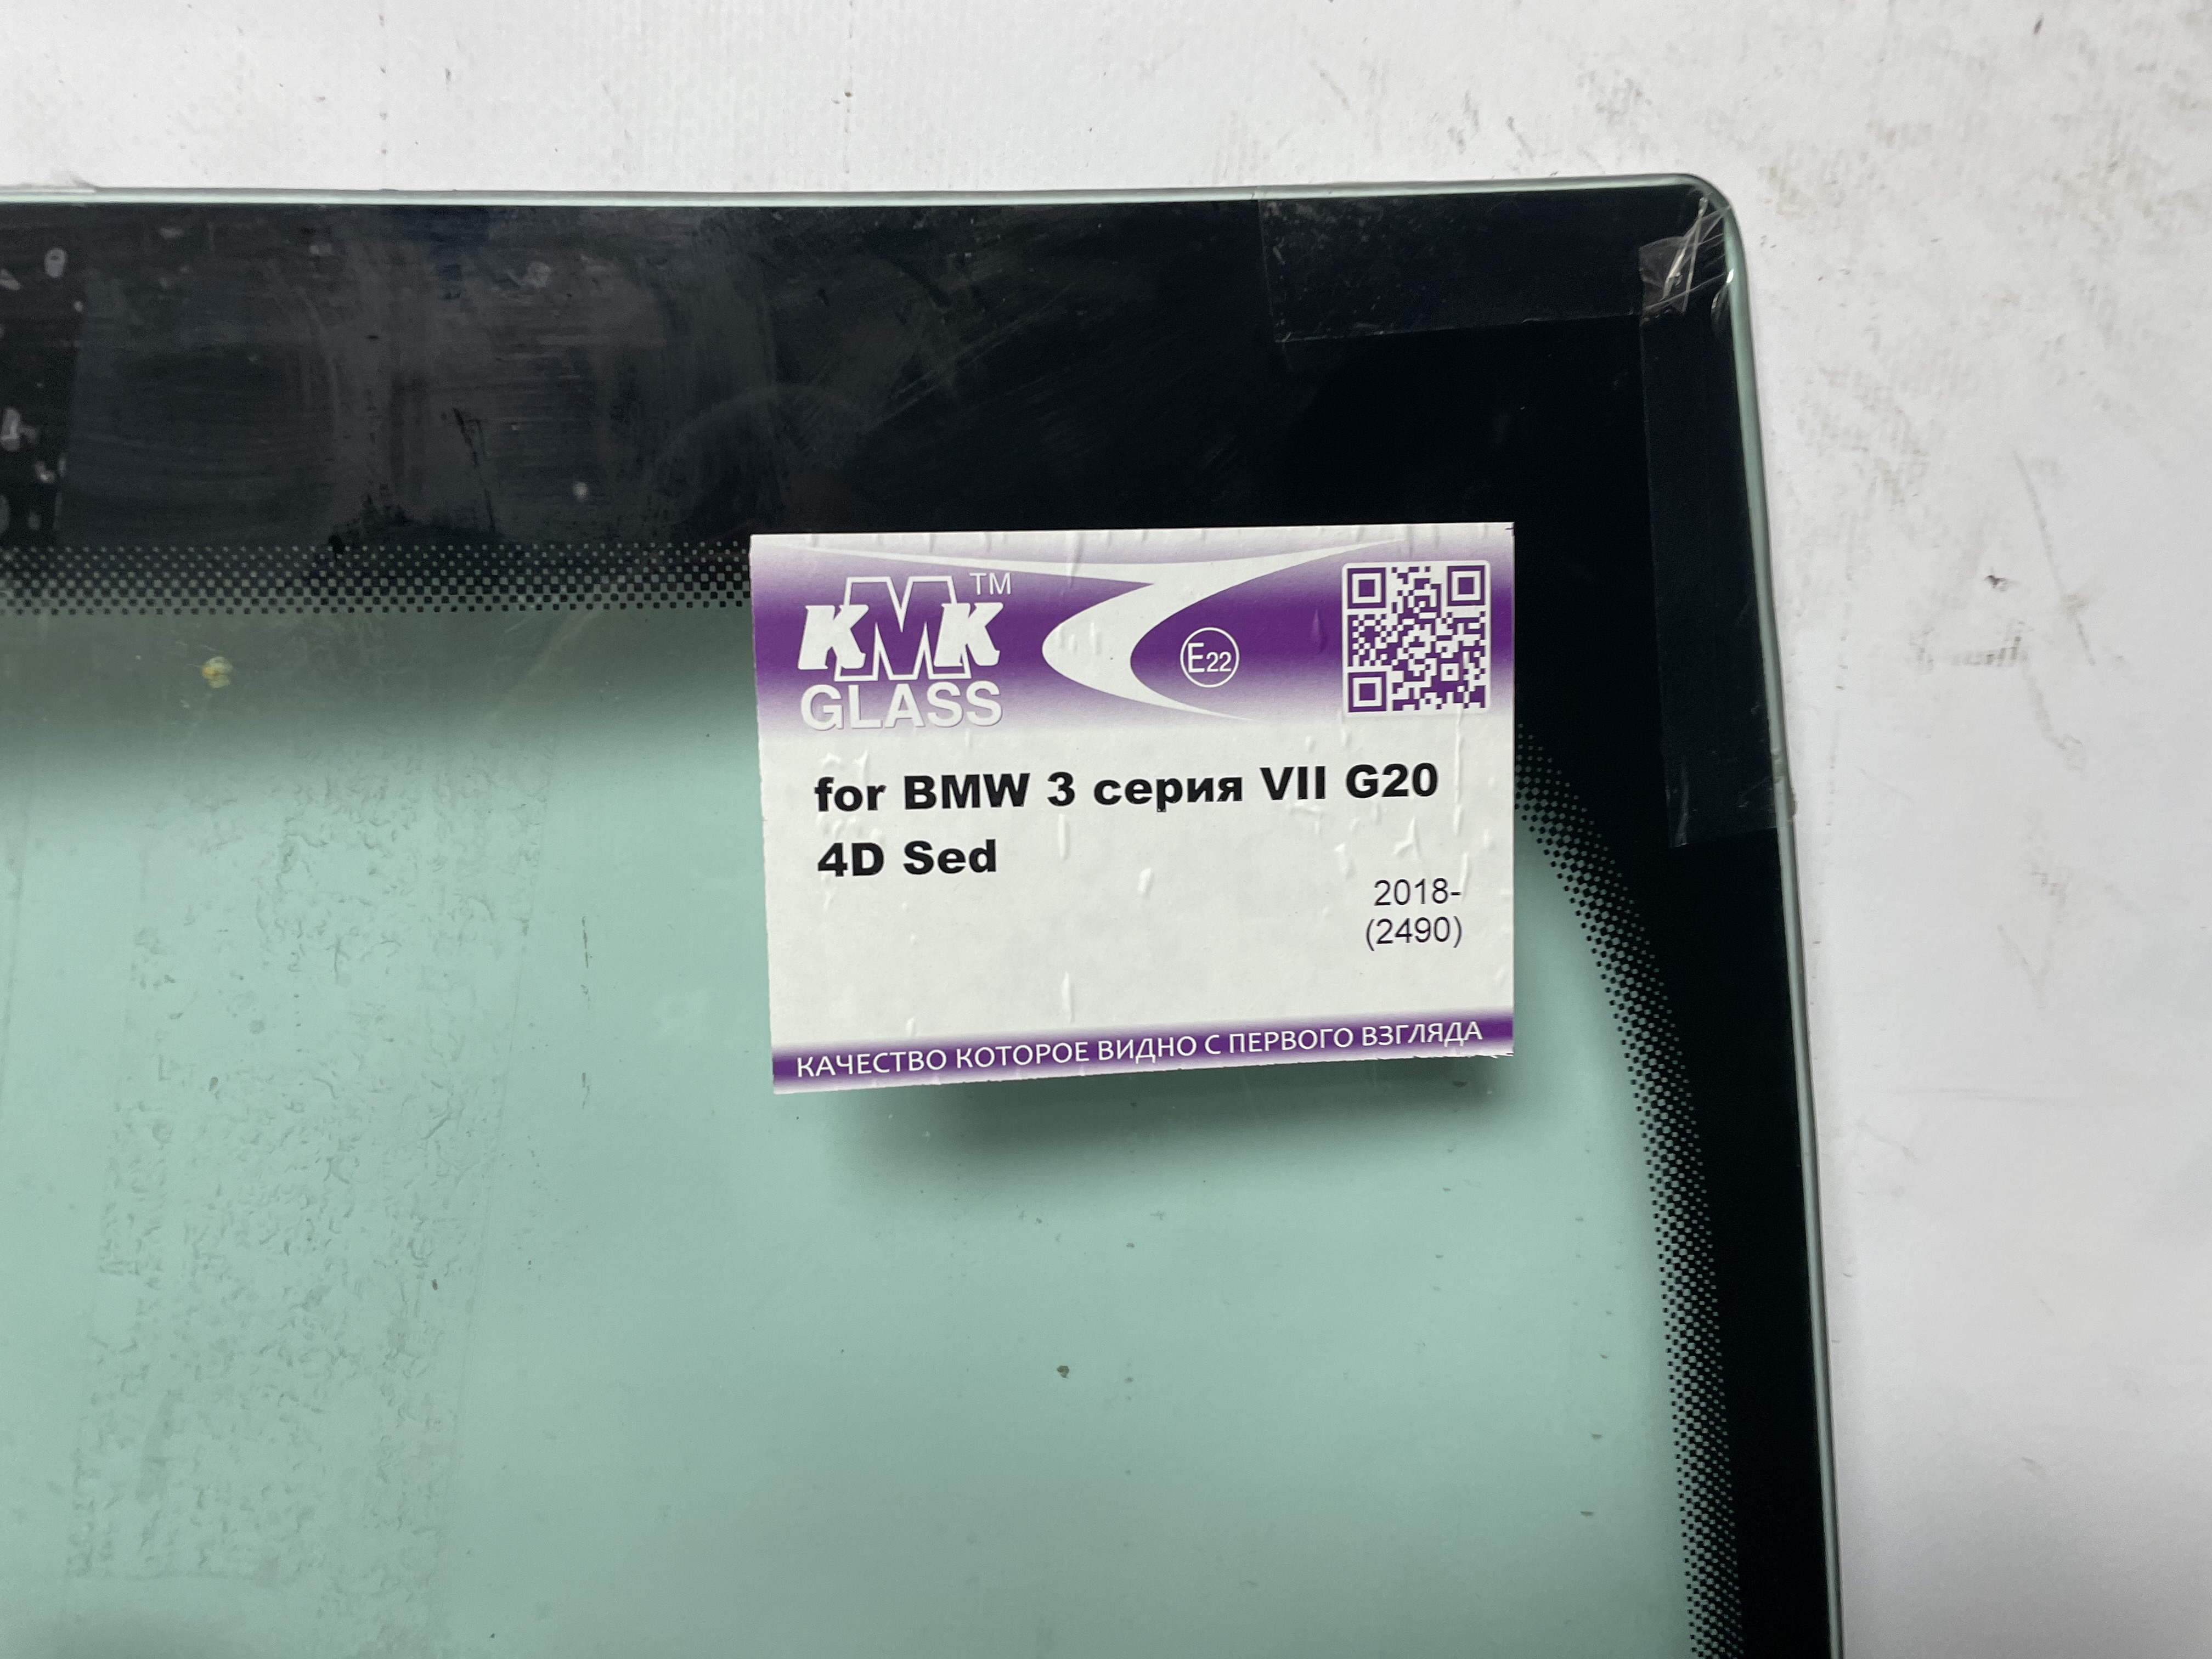 KMK TM
GLASS
E22
for BMW 3 серия VII G20
4D Sed
2018-
(2490)
КАЧЕСТВО КОТОРОЕ ВИДНО С ПЕРВОГО ВЗГЛЯДА